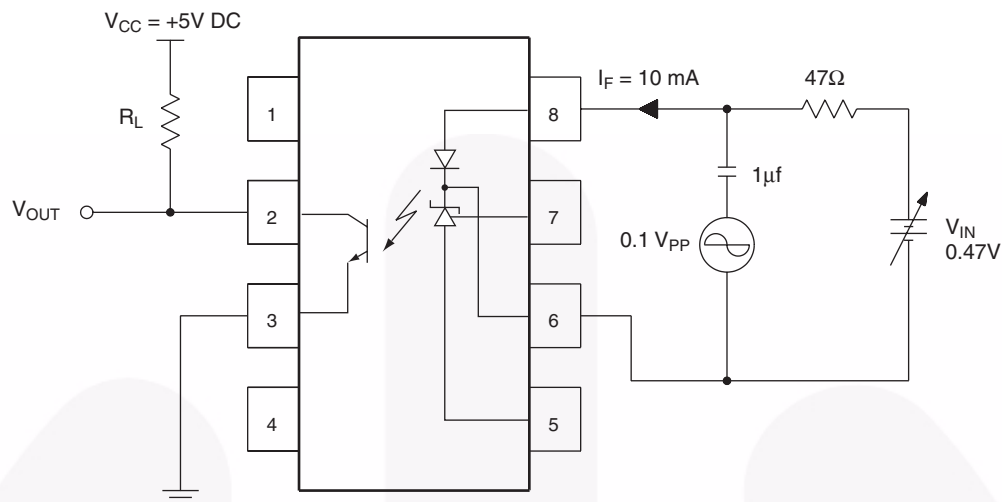 V_CC = +5V DC
R_L
V_OUT
1
2
3
4
8
7
6
5
I_F = 10 mA
47Ω
1μf
0.1 V_PP
V_IN
0.47V